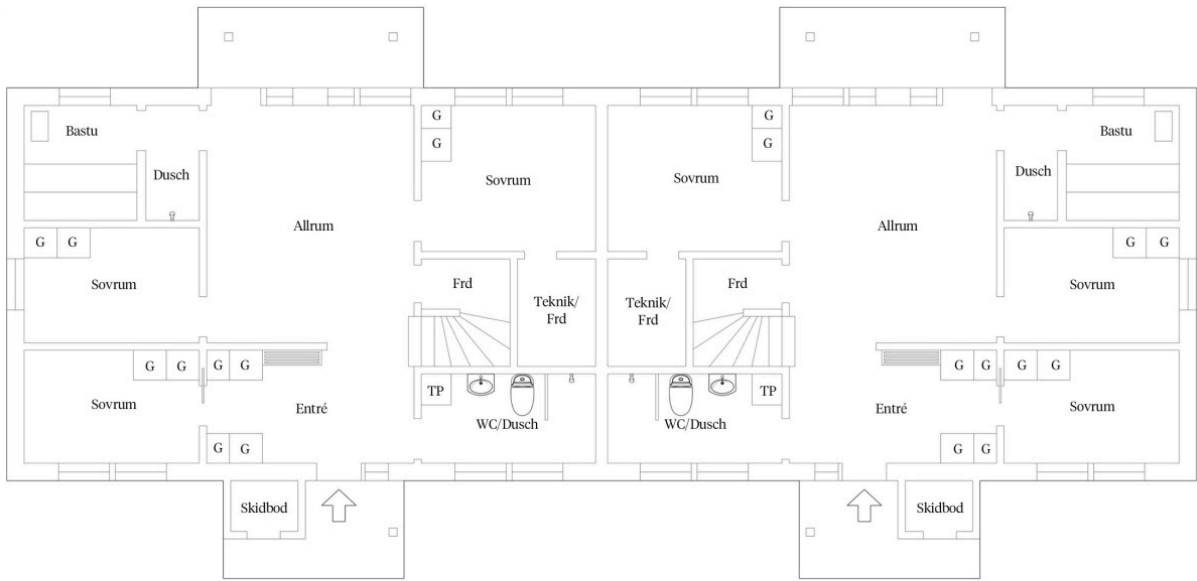 G
G
Bastu
Dusch
Sovrum
Allrum
G G
Sovrum
Frd
Teknik/
Frd
G G G G
Sovrum
Entré
TP
WC/Dusch
G G
Skidbod
G
G
Bastu
Dusch
Sovrum
Allrum
G G
Sovrum
Frd
Teknik/
Frd
G G G G
Sovrum
Entré
TP
WC/Dusch
G G
Skidbod